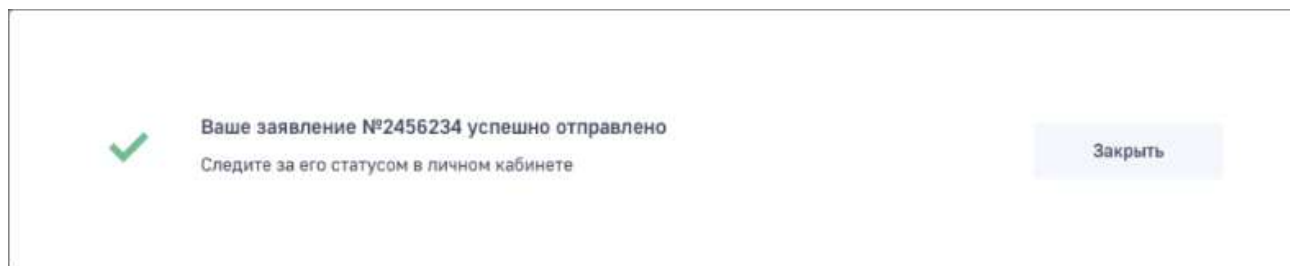 Ваше заявление №2456234 успешно отправлено
Следите за его статусом в личном кабинете
Закрыть